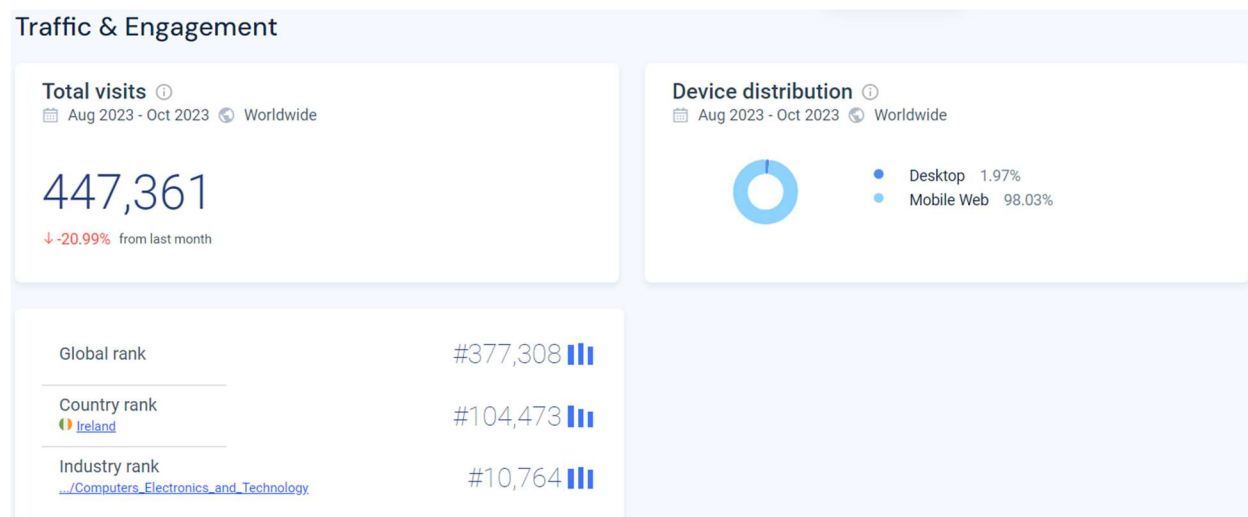 Traffic & Engagement
Total visits
Aug 2023 - Oct 2023 Worldwide
447,361
↓ -20.99% from last month
Device distribution
Aug 2023 - Oct 2023 Worldwide
Desktop 1.97%
Mobile Web 98.03%
Global rank #377,308
Country rank
Ireland
#104,473
Industry rank
.../Computers_Electronics_and_Technology
#10,764